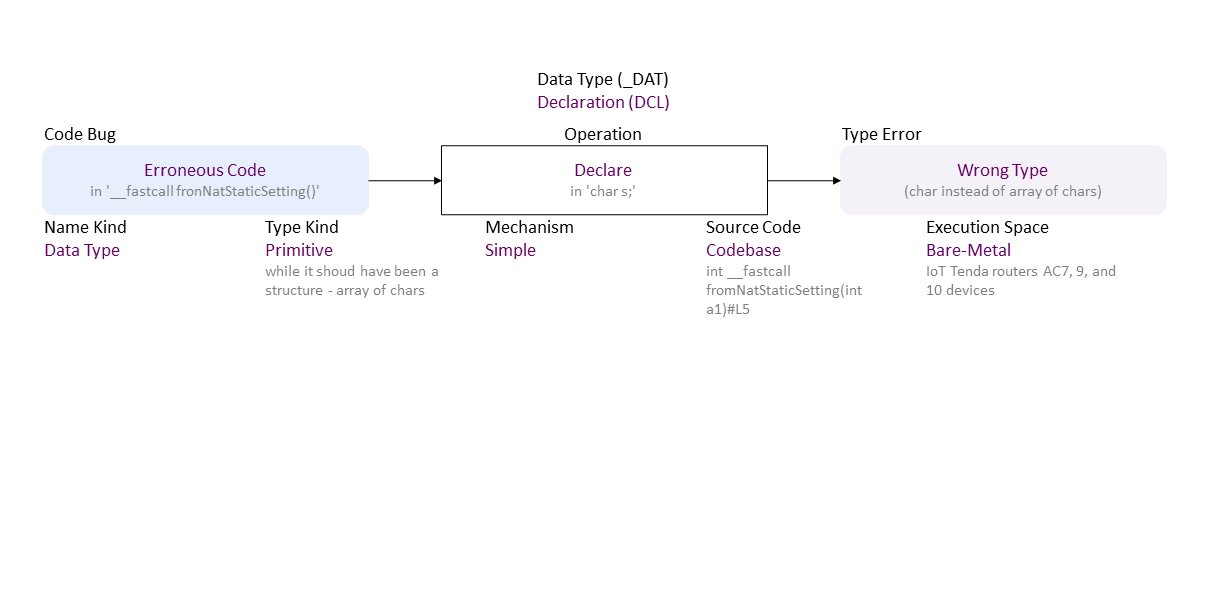 Data Type (_DAT)
Declaration (DCL)
Code Bug
Operation
Type Error
Erroneous Code
in '__fastcall fronNatStaticSetting()'
Declare
in 'char s;'
Wrong Type
(char instead of array of chars)
Name Kind
Data Type
Type Kind
Primitive
while it shoud have been a
structure - array of chars
Mechanism
Simple
Source Code
Codebase
int __fastcall
fromNatStaticSetting(int
a1)#L5
Execution Space
Bare-Metal
IoT Tenda routers AC7, 9, and
10 devices